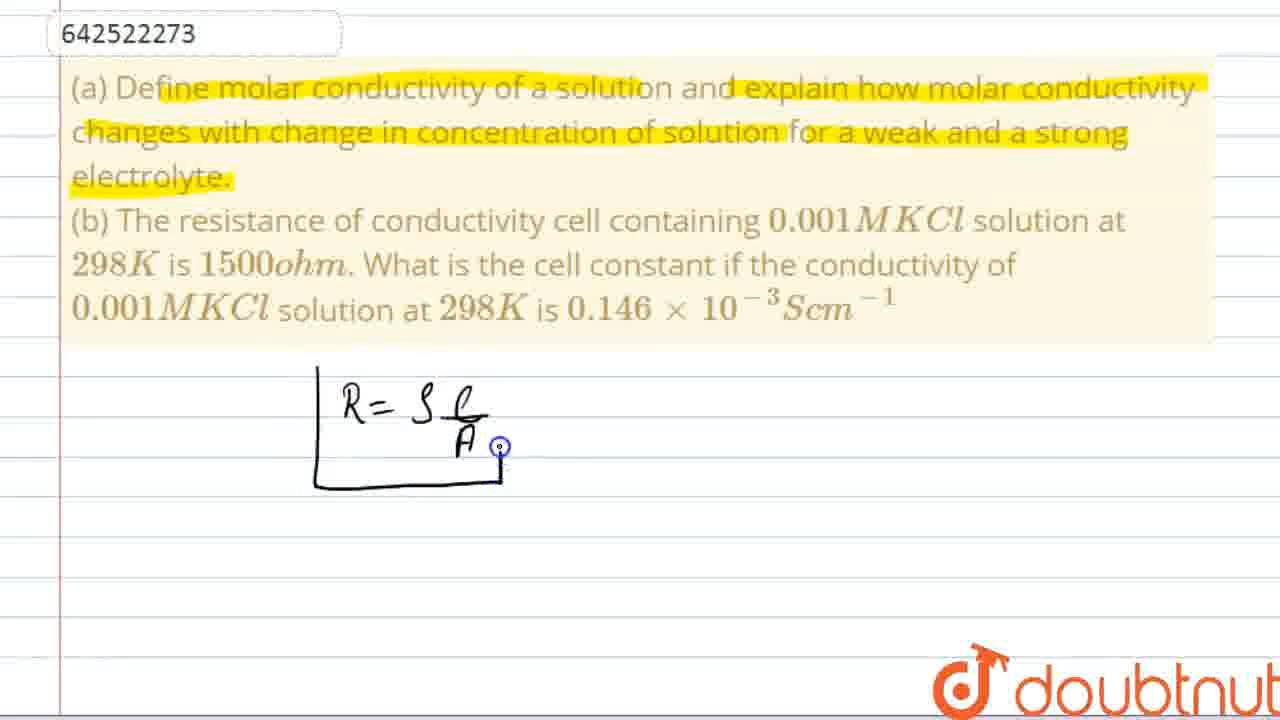 642522273
(a) Define molar conductivity of a solution and explain how molar conductivity
changes with change in concentration of solution for a weak and a strong
electrolyte.
(b) The resistance of conductivity cell containing 0.001MKCl solution at
298K is 1500ohm. What is the cell constant if the conductivity of
0.001MKCl solution at 298K is 0.146 × 10⁻³Scm⁻¹
R = ρ l/A
doubtnut